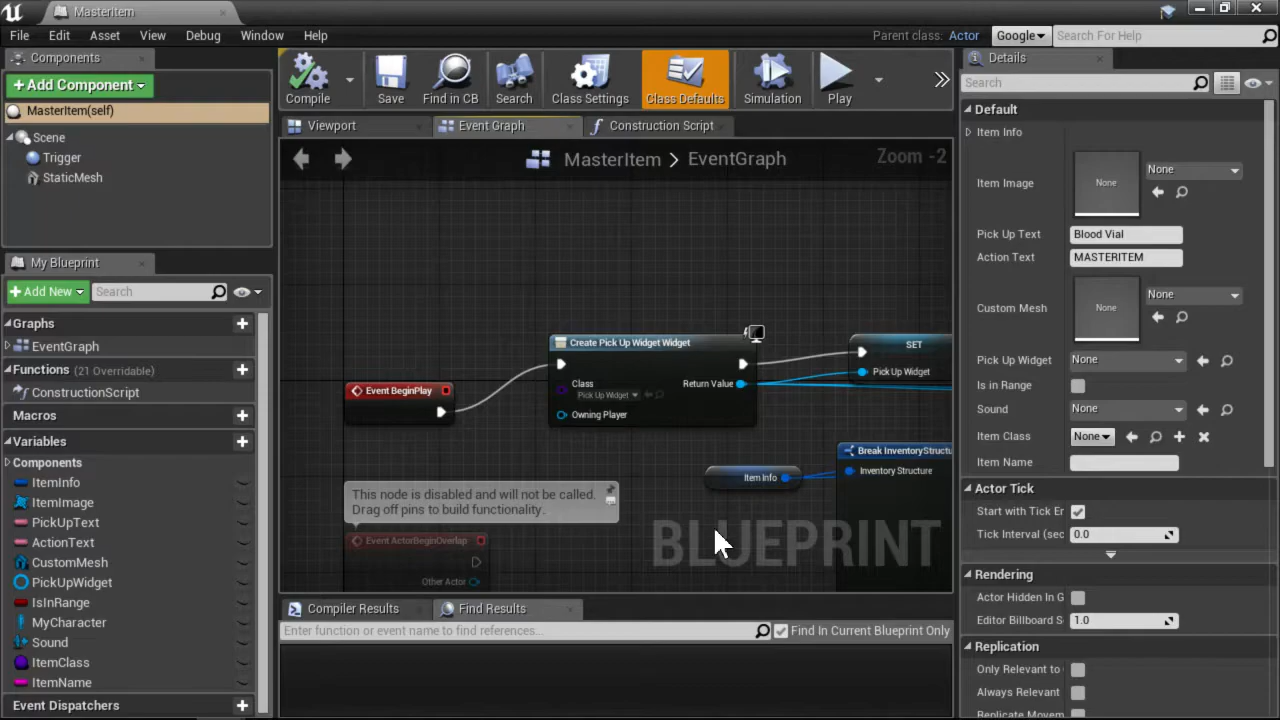 MasterItem
File Edit Asset View Debug Window Help
Parent class: Actor
Google
Search For Help
Components
Add Component
MasterItem(self)
Scene
Trigger
StaticMesh
My Blueprint
Add New
Search
Graphs
EventGraph
Functions (21 Overridable)
ConstructionScript
Macros
Variables
Components
ItemInfo
ItemImage
PickUpText
ActionText
CustomMesh
PickUpWidget
IsInRange
MyCharacter
Sound
ItemClass
ItemName
Event Dispatchers
Compile
Save
Find in CB
Search
Class Settings
Class Defaults
Simulation
Play
Viewport
Event Graph
Construction Script
MasterItem > EventGraph
Zoom -2
Create Pick Up Widget Widget
Class
Pick Up Widget
Return Value
Owning Player
SET
Pick Up Widget
Event BeginPlay
Item Info
Break InventoryStructu
Inventory Structure
This node is disabled and will not be called.
Drag off pins to build functionality.
Event ActorBeginOverlap
Other Actor
BLUEPRINT
Compiler Results
Find Results
Enter function or event name to find references...
Find In Current Blueprint Only
Details
Search
Default
Item Info
Item Image
None
None
Pick Up Text
Blood Vial
Action Text
MASTERITEM
Custom Mesh
None
None
Pick Up Widget
None
Is in Range
Sound
None
Item Class
None
Item Name
Actor Tick
Start with Tick Er
Tick Interval (sec
0.0
Rendering
Actor Hidden In G
Editor Billboard S
1.0
Replication
Only Relevant to
Always Relevant
Replicate Movem